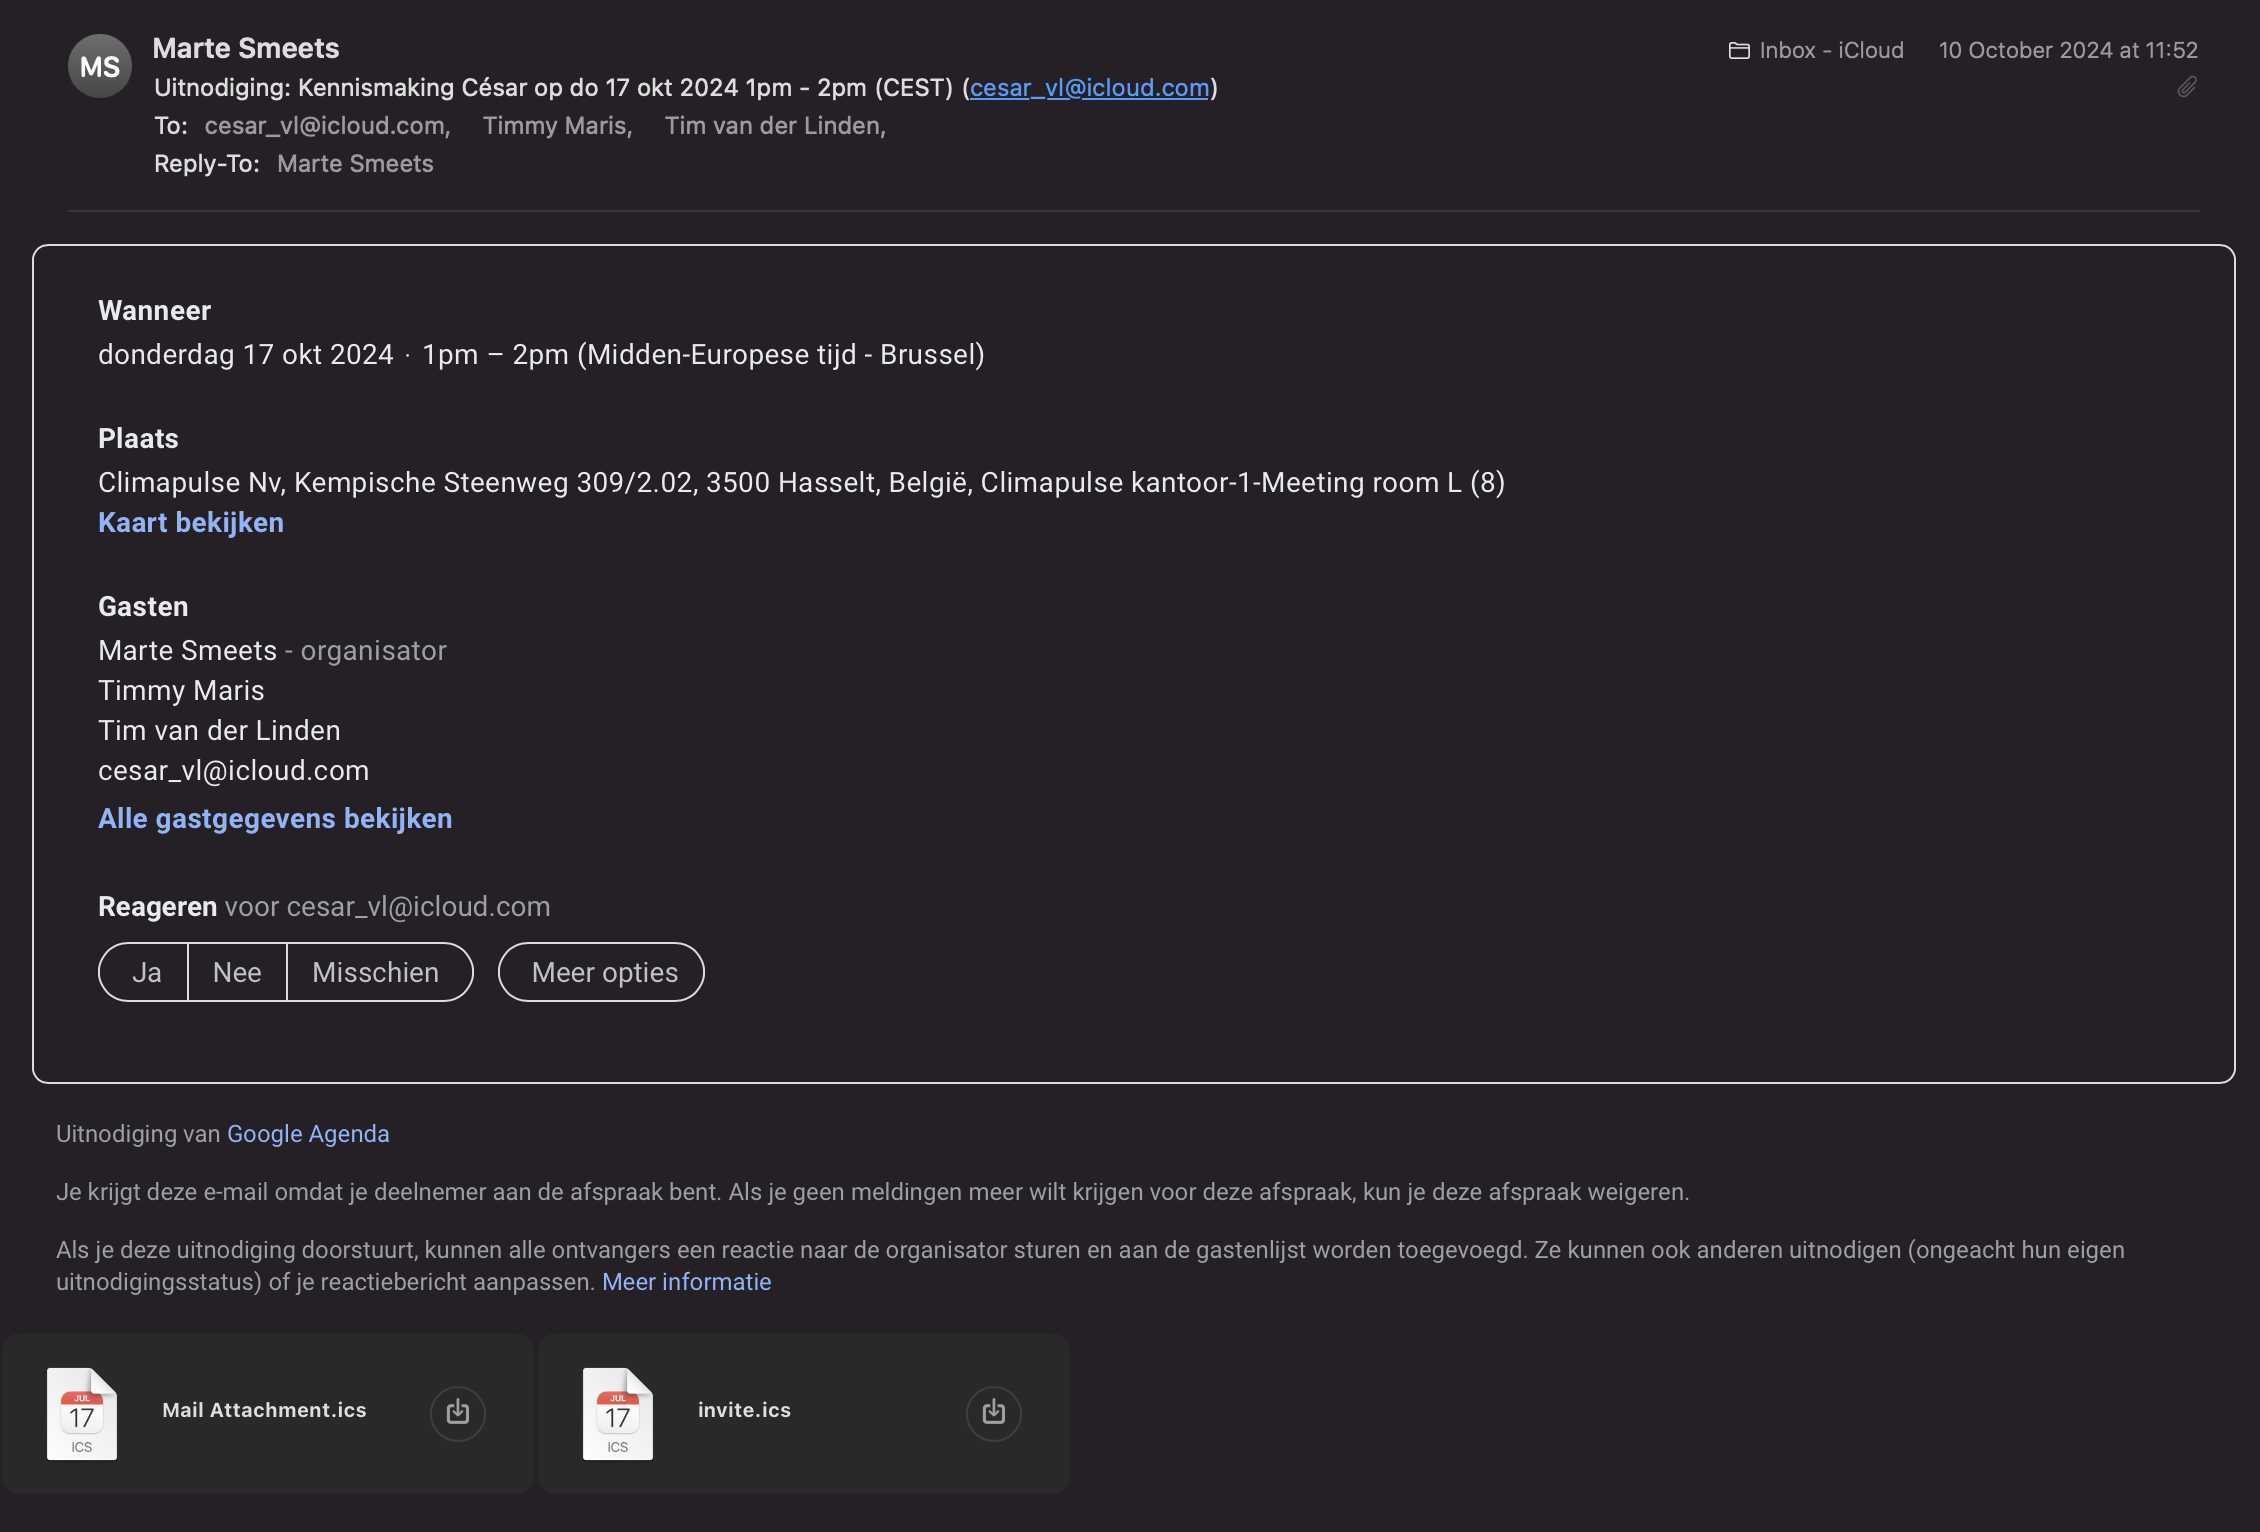 MS
Marte Smeets
Inbox - iCloud 10 October 2024 at 11:52
Uitnodiging: Kennismaking César op do 17 okt 2024 1pm - 2pm (CEST) (cesar_vl@icloud.com)
To: cesar_vl@icloud.com, Timmy Maris, Tim van der Linden,
Reply-To: Marte Smeets
Wanneer
donderdag 17 okt 2024 · 1pm – 2pm (Midden-Europese tijd - Brussel)
Plaats
Climapulse Nv, Kempische Steenweg 309/2.02, 3500 Hasselt, België, Climapulse kantoor-1-Meeting room L (8)
Kaart bekijken
Gasten
Marte Smeets - organisator
Timmy Maris
Tim van der Linden
cesar_vl@icloud.com
Alle gastgegevens bekijken
Reageren voor cesar_vl@icloud.com
Ja Nee Misschien Meer opties
Uitnodiging van Google Agenda
Je krijgt deze e-mail omdat je deelnemer aan de afspraak bent. Als je geen meldingen meer wilt krijgen voor deze afspraak, kun je deze afspraak weigeren.
Als je deze uitnodiging doorstuurt, kunnen alle ontvangers een reactie naar de organisator sturen en aan de gastenlijst worden toegevoegd. Ze kunnen ook anderen uitnodigen (ongeacht hun eigen
uitnodigingsstatus) of je reactiebericht aanpassen. Meer informatie
JUL
17
ICS
Mail Attachment.ics
JUL
17
ICS
invite.ics